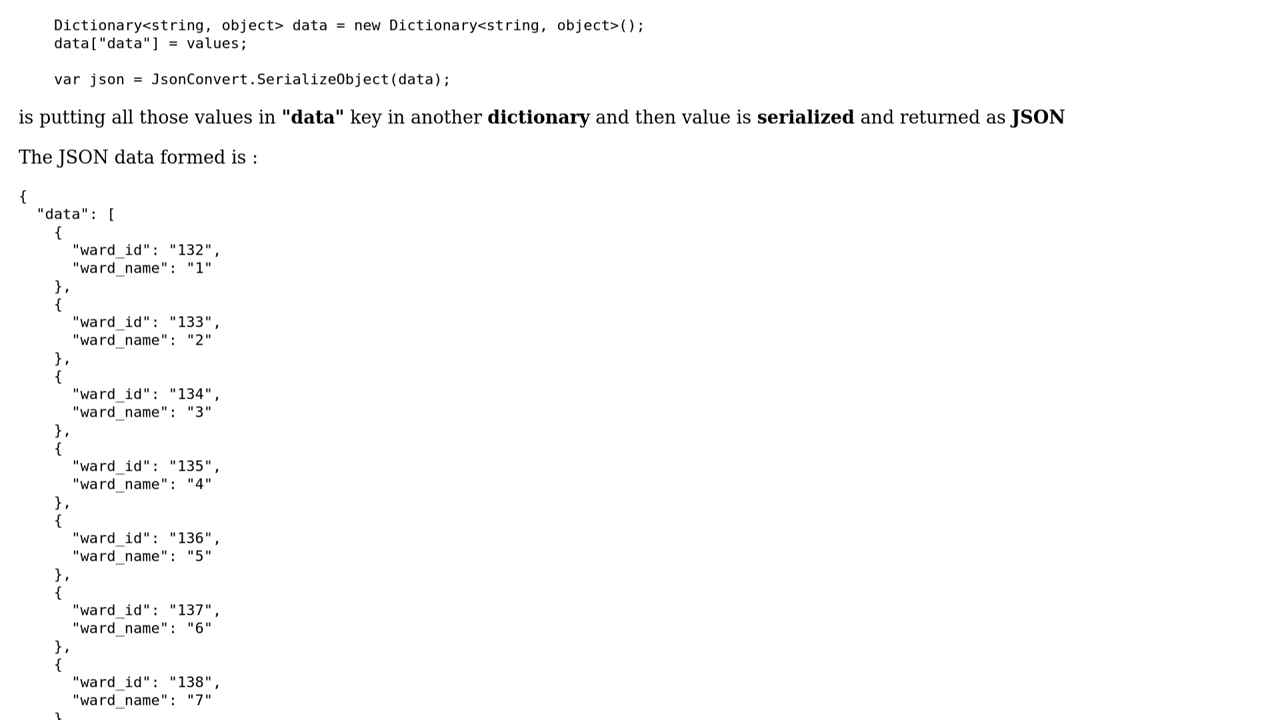 Dictionary<string, object> data = new Dictionary<string, object>();
data["data"] = values;
var json = JsonConvert.SerializeObject(data);
is putting all those values in "data" key in another dictionary and then value is serialized and returned as JSON
The JSON data formed is :
{
"data": [
{
"ward_id": "132",
"ward_name": "1"
},
{
"ward_id": "133",
"ward_name": "2"
},
{
"ward_id": "134",
"ward_name": "3"
},
{
"ward_id": "135",
"ward_name": "4"
},
{
"ward_id": "136",
"ward_name": "5"
},
{
"ward_id": "137",
"ward_name": "6"
},
{
"ward_id": "138",
"ward_name": "7"
}